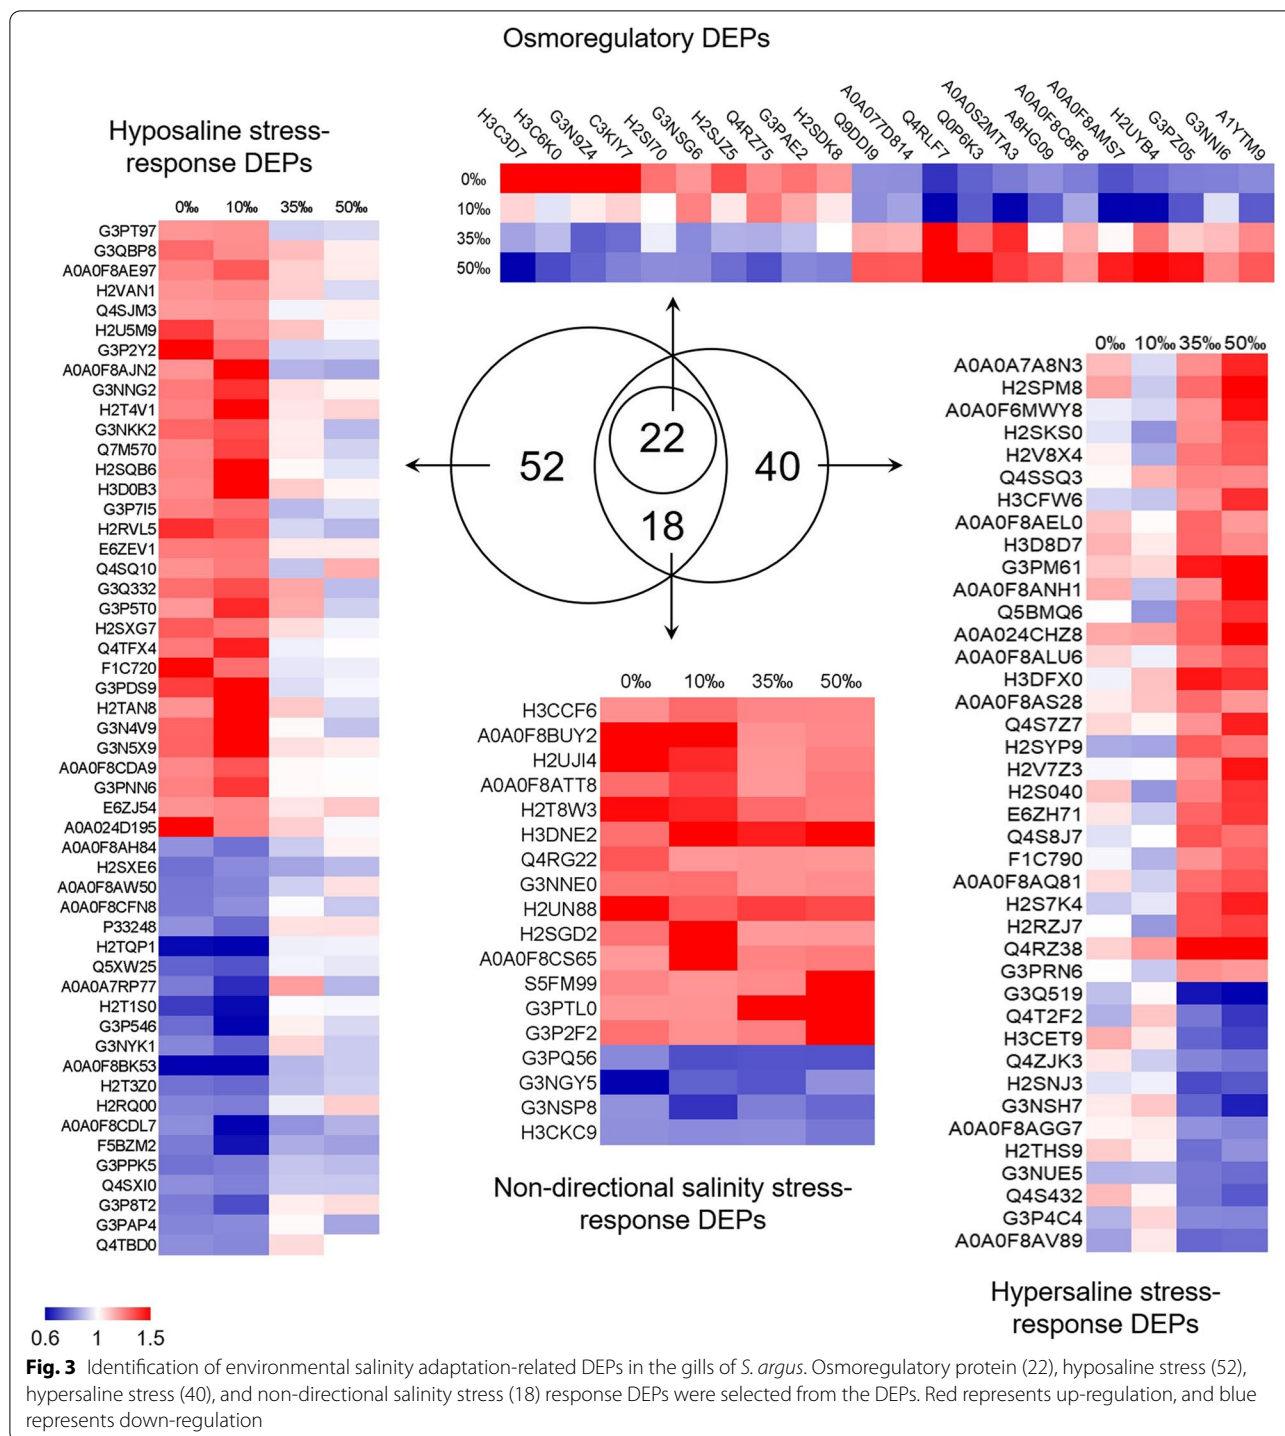 Osmoregulatory DEPs
H3C3D7
H3C6K0
G3N9Z4
C3KIY7
H2SI70
G3NSG6
H2SJZ5
Q4RZ75
G3PAE2
H2SDK8
Q9DDI9
A0A077D814
Q4RLF7
Q0P6K3
A0A0S2MTA3
A8HG09
A0A0F8C8F8
A0A0F8AMS7
H2UYB4
G3PZ05
G3NNI6
A1YTM9
0‰
10‰
35‰
50‰
Hyposaline stress-
response DEPs
0‰ 10‰ 35‰ 50‰
G3PT97
G3QBP8
A0A0F8AE97
H2VAN1
Q4SJM3
H2U5M9
G3P2Y2
A0A0F8AJN2
G3NNG2
H2T4V1
G3NKK2
Q7M570
H2SQB6
H3D0B3
G3P7I5
H2RVL5
E6ZEV1
Q4SQ10
G3Q332
G3P5T0
H2SXG7
Q4TFX4
F1C720
G3PDS9
H2TAN8
G3N4V9
G3N5X9
A0A0F8CDA9
G3PNN6
E6ZJ54
A0A024D195
A0A0F8AH84
H2SXE6
A0A0F8AW50
A0A0F8CFN8
P33248
H2TQP1
Q5XW25
A0A0A7RP77
H2T1S0
G3P546
G3NYK1
A0A0F8BK53
H2T3Z0
H2RQ00
A0A0F8CDL7
F5BZM2
G3PPK5
Q4SXI0
G3P8T2
G3PAP4
Q4TBD0
52
22
18
40
0‰ 10‰ 35‰ 50‰
H3CCF6
A0A0F8BUY2
H2UJI4
A0A0F8ATT8
H2T8W3
H3DNE2
Q4RG22
G3NNE0
H2UN88
H2SGD2
A0A0F8CS65
S5FM99
G3PTL0
G3P2F2
G3PQ56
G3NGY5
G3NSP8
H3CKC9
Non-directional salinity stress-
response DEPs
0‰ 10‰ 35‰ 50‰
A0A0A7A8N3
H2SPM8
A0A0F6MWY8
H2SKS0
H2V8X4
Q4SSQ3
H3CFW6
A0A0F8AEL0
H3D8D7
G3PM61
A0A0F8ANH1
Q5BMQ6
A0A024CHZ8
A0A0F8ALU6
H3DFX0
A0A0F8AS28
Q4S7Z7
H2SYP9
H2V7Z3
H2S040
E6ZH71
Q4S8J7
F1C790
A0A0F8AQ81
H2S7K4
H2RZJ7
Q4RZ38
G3PRN6
G3Q519
Q4T2F2
H3CET9
Q4ZJK3
H2SNJ3
G3NSH7
A0A0F8AGG7
H2THS9
G3NUE5
Q4S432
G3P4C4
A0A0F8AV89
Hypersaline stress-
response DEPs
0.6 1 1.5
Fig. 3 Identification of environmental salinity adaptation-related DEPs in the gills of S. argus. Osmoregulatory protein (22), hyposaline stress (52),
hypersaline stress (40), and non-directional salinity stress (18) response DEPs were selected from the DEPs. Red represents up-regulation, and blue
represents down-regulation